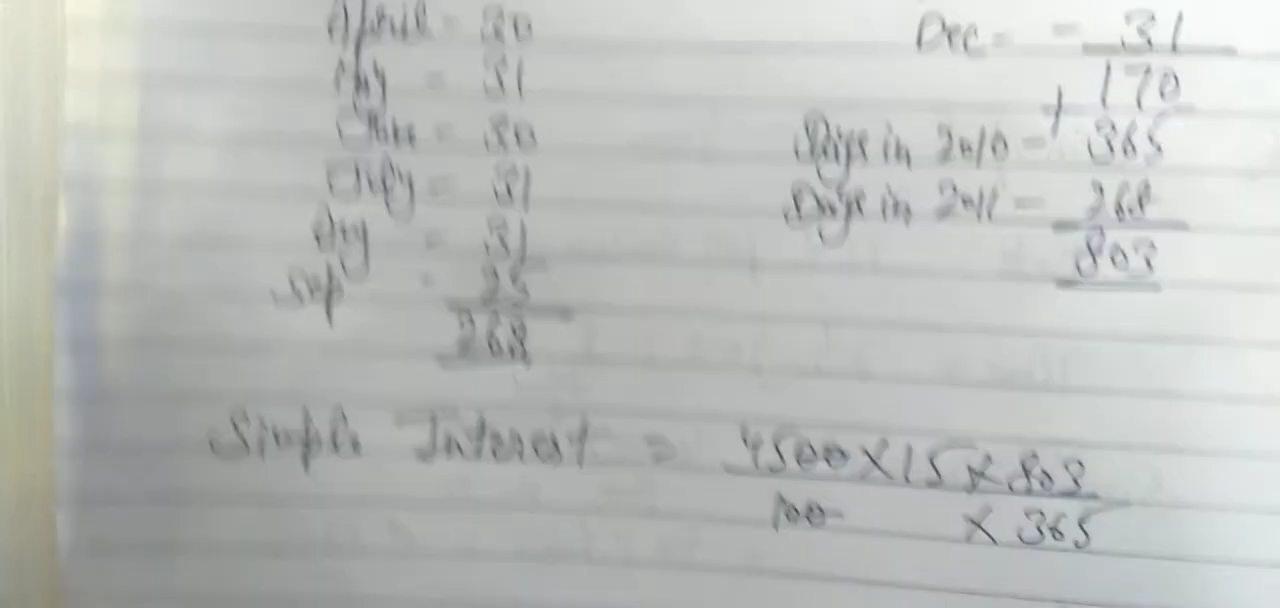 April = 30
May = 31
June = 30
July = 31
Aug = 31
Sep = 25
268
Dec = 31
170
+
Days in 2010 = 365
Days in 2011 = 268
803
Simple Interest = 4500 × 15 × 803
100 × 365